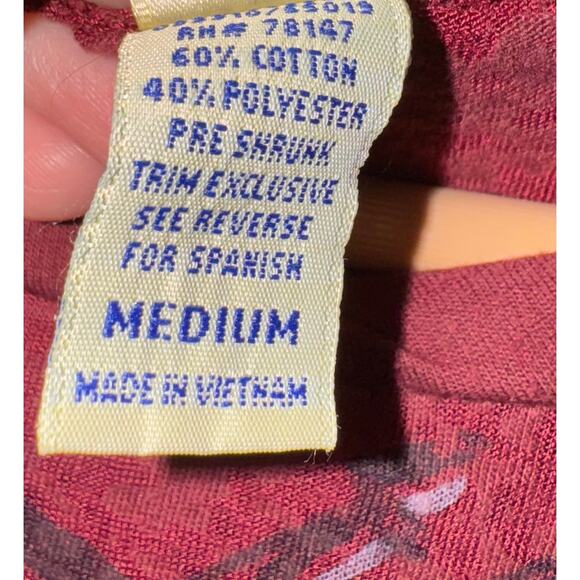 RN# 78147
60% COTTON
40% POLYESTER
PRE SHRUNK
TRIM EXCLUSIVE
SEE REVERSE
FOR SPANISH
MEDIUM
MADE IN VIETNAM